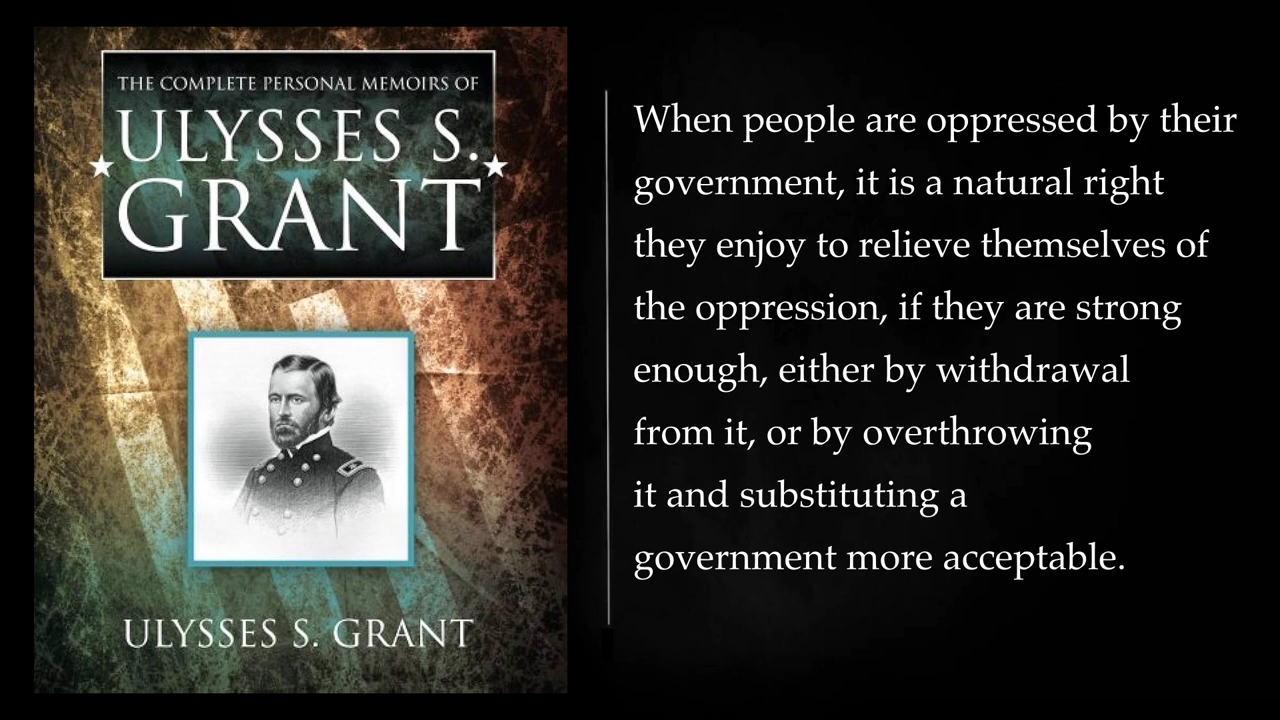 THE COMPLETE PERSONAL MEMOIRS OF
ULYSSES S.
GRANT
ULYSSES S. GRANT
When people are oppressed by their
government, it is a natural right
they enjoy to relieve themselves of
the oppression, if they are strong
enough, either by withdrawal
from it, or by overthrowing
it and substituting a
government more acceptable.